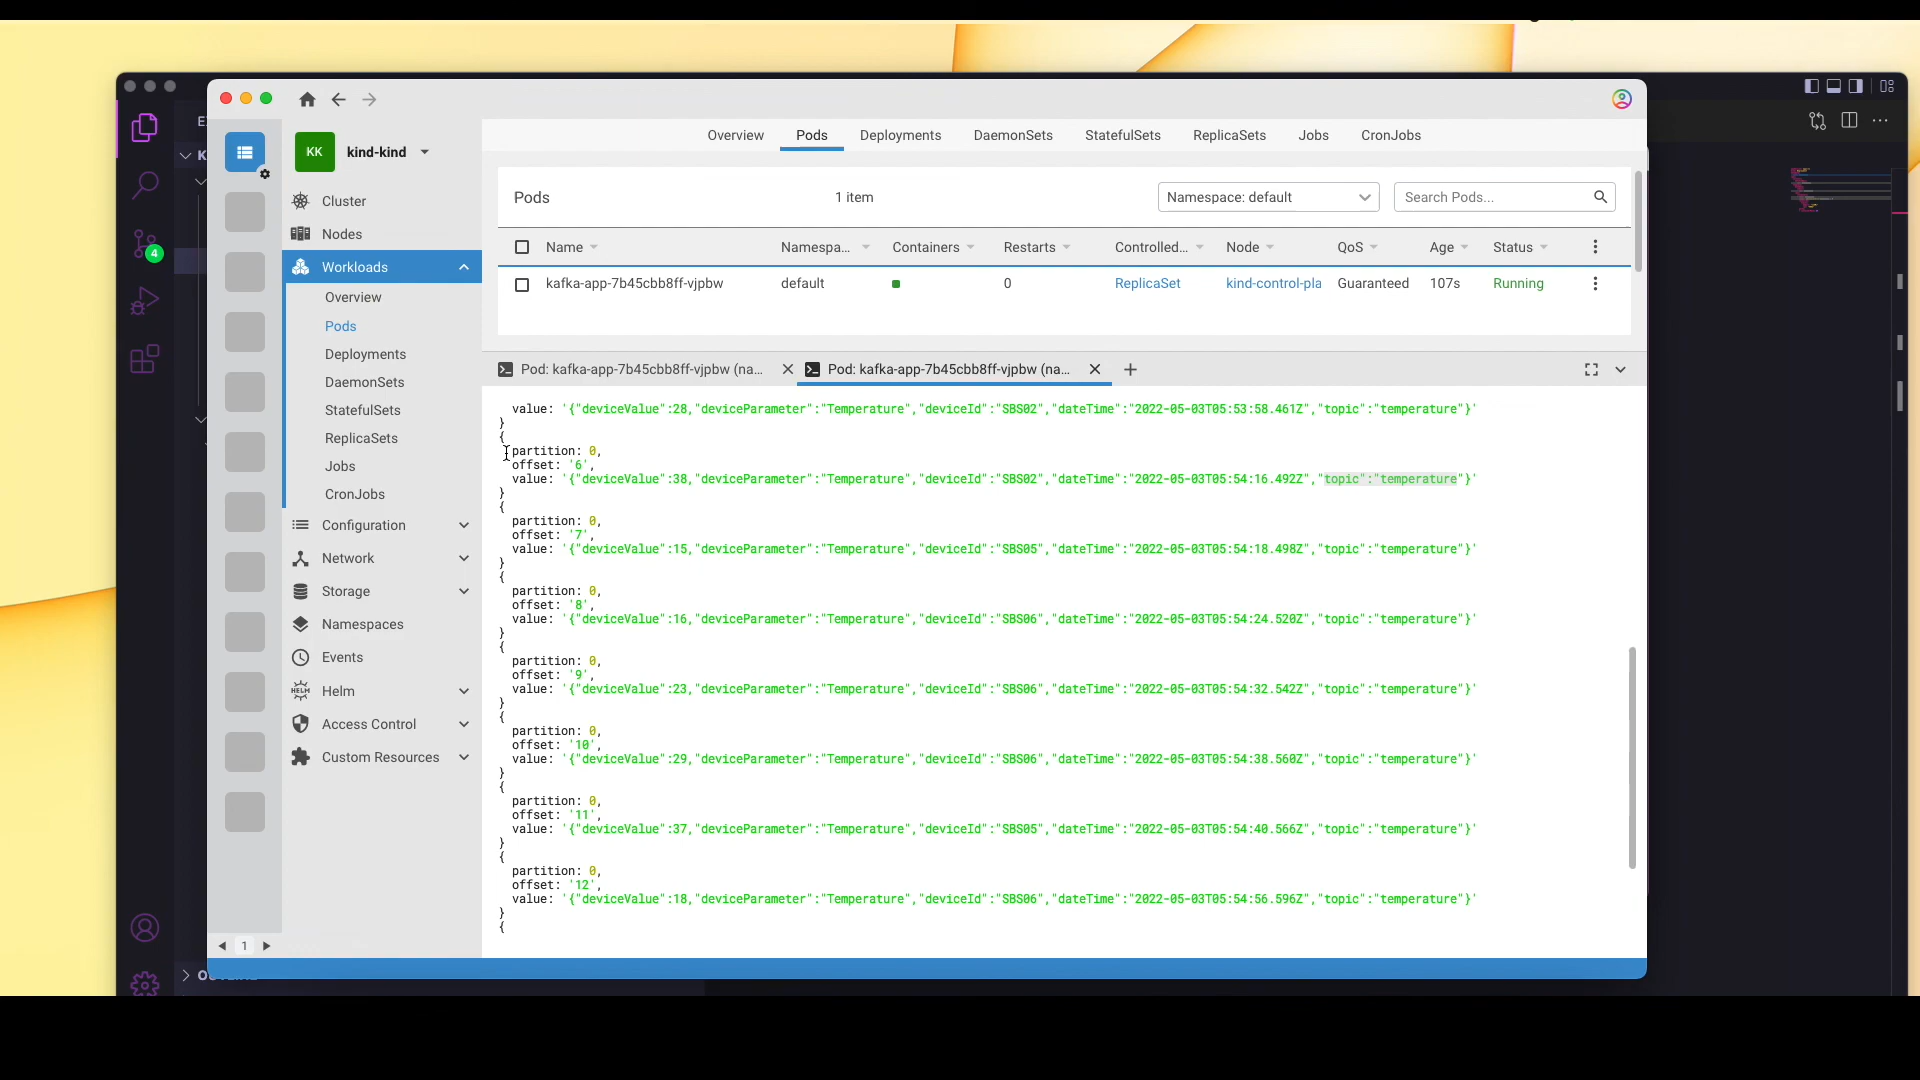 KK
kind-kind
Overview
Pods
Deployments
DaemonSets
StatefulSets
ReplicaSets
Jobs
CronJobs
Cluster
Nodes
Workloads
Overview
Pods
Deployments
DaemonSets
StatefulSets
ReplicaSets
Jobs
CronJobs
Configuration
Network
Storage
Namespaces
Events
HELM
Helm
Access Control
Custom Resources
1
4
K
Pods
1 item
Namespace: default
Search Pods...
Name Namespa... Containers Restarts Controlled... Node QoS Age Status
kafka-app-7b45cbb8ff-vjpbw default 0 ReplicaSet kind-control-pla Guaranteed 107s Running
Pod: kafka-app-7b45cbb8ff-vjpbw (na...
Pod: kafka-app-7b45cbb8ff-vjpbw (na...
value: '{"deviceValue":28,"deviceParameter":"Temperature","deviceId":"SBS02","dateTime":"2022-05-03T05:53:58.461Z","topic":"temperature"}'
}
{
partition: 0,
offset: '6',
value: '{"deviceValue":38,"deviceParameter":"Temperature","deviceId":"SBS02","dateTime":"2022-05-03T05:54:16.492Z","topic":"temperature"}'
}
{
partition: 0,
offset: '7',
value: '{"deviceValue":15,"deviceParameter":"Temperature","deviceId":"SBS05","dateTime":"2022-05-03T05:54:18.498Z","topic":"temperature"}'
}
{
partition: 0,
offset: '8',
value: '{"deviceValue":16,"deviceParameter":"Temperature","deviceId":"SBS06","dateTime":"2022-05-03T05:54:24.520Z","topic":"temperature"}'
}
{
partition: 0,
offset: '9',
value: '{"deviceValue":23,"deviceParameter":"Temperature","deviceId":"SBS06","dateTime":"2022-05-03T05:54:32.542Z","topic":"temperature"}'
}
{
partition: 0,
offset: '10',
value: '{"deviceValue":29,"deviceParameter":"Temperature","deviceId":"SBS06","dateTime":"2022-05-03T05:54:38.560Z","topic":"temperature"}'
}
{
partition: 0,
offset: '11',
value: '{"deviceValue":37,"deviceParameter":"Temperature","deviceId":"SBS05","dateTime":"2022-05-03T05:54:40.566Z","topic":"temperature"}'
}
{
partition: 0,
offset: '12',
value: '{"deviceValue":18,"deviceParameter":"Temperature","deviceId":"SBS06","dateTime":"2022-05-03T05:54:56.596Z","topic":"temperature"}'
}
{